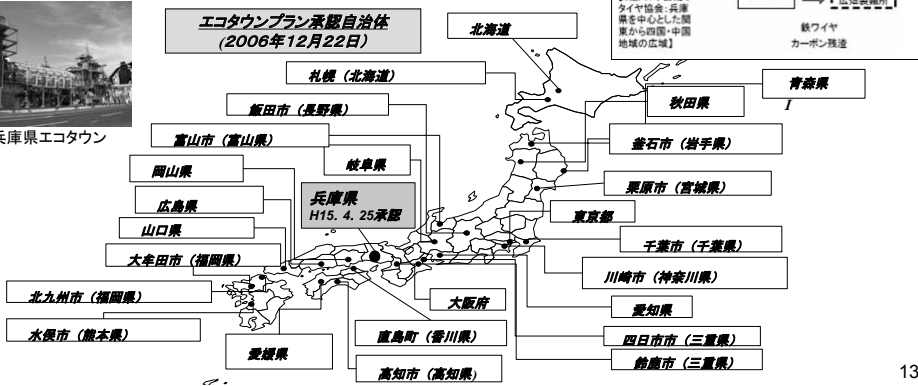 エコタウンプラン承認自治体
（2006年12月22日）
タイヤ協会：兵庫
県を中心とした関
東から四国・中国
地域の広域】
鉄ワイヤ
カーボン残渣
兵庫県エコタウン
北海道
札幌（北海道）
青森県
飯田市（長野県）
秋田県
富山市（富山県）
釜石市（岩手県）
岡山県
岐阜県
栗原市（宮城県）
兵庫県
H15．4．25承認
広島県
東京都
山口県
千葉市（千葉県）
大牟田市（福岡県）
川崎市（神奈川県）
北九州市（福岡県）
大阪府
愛知県
水俣市（熊本県）
直島町（香川県）
四日市市（三重県）
愛媛県
鈴鹿市（三重県）
高知市（高知県）
13